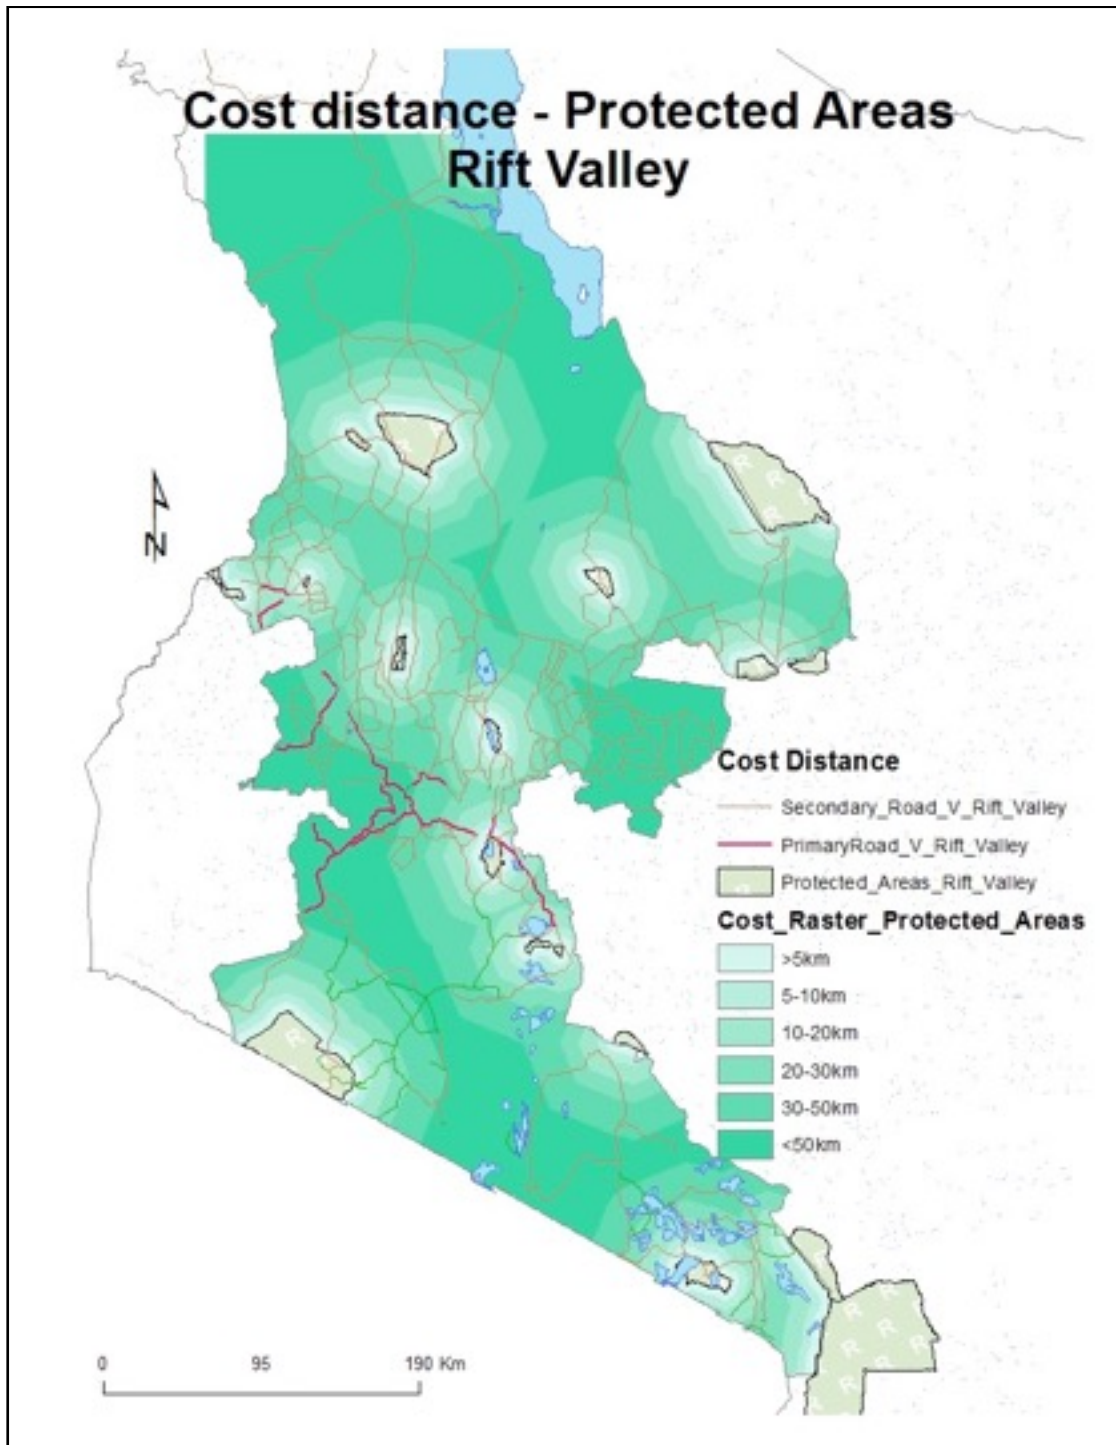 Cost distance - Protected Areas
Rift Valley
N
Cost Distance
Secondary_Road_V_Rift_Valley
PrimaryRoad_V_Rift_Valley
Protected_Areas_Rift_Valley
Cost_Raster_Protected_Areas
>5km
5-10km
10-20km
20-30km
30-50km
<50km
0 95 190 Km
R
R
R
R
R
R
R
R
R
R
R
R
R